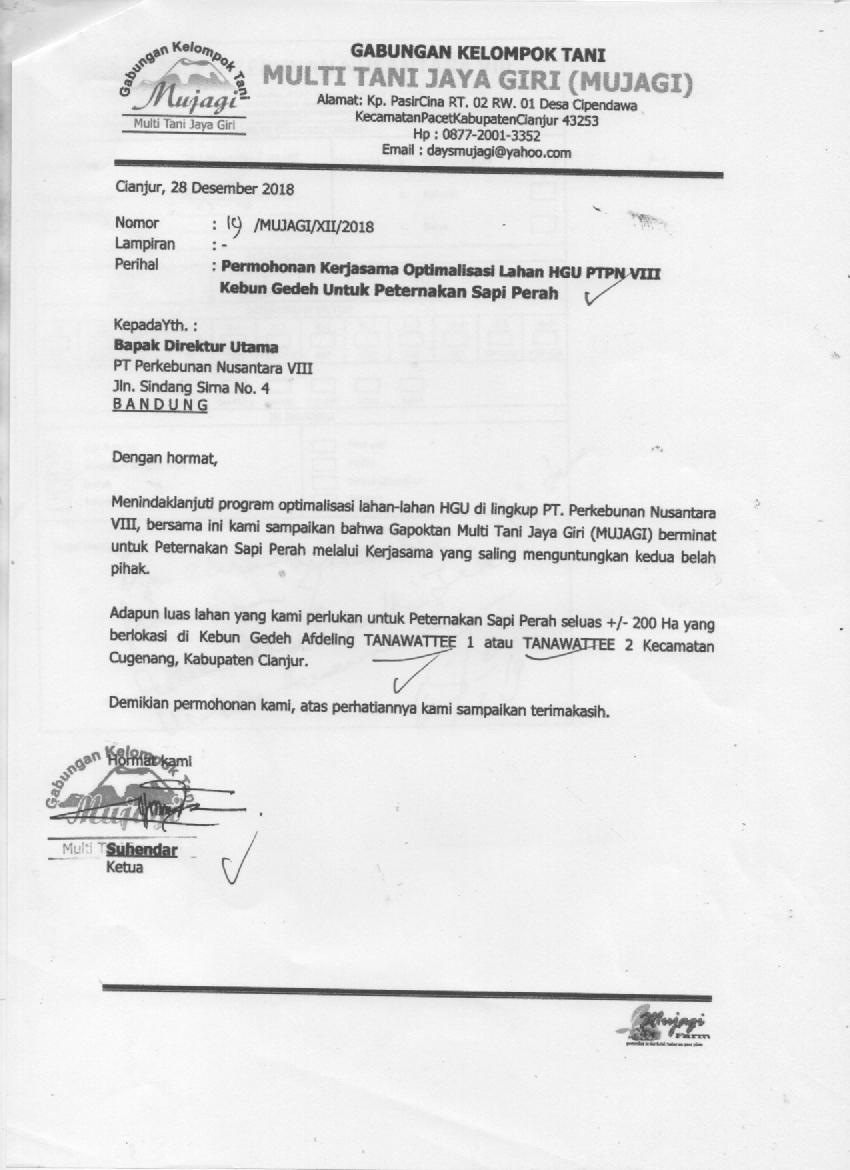 Gabungan Kelompok Tani
Mujagi
Multi Tani Jaya Giri
GABUNGAN KELOMPOK TANI
MULTI TANI JAYA GIRI (MUJAGI)
Alamat: Kp. PasirCina RT. 02 RW. 01 Desa Cipendawa
KecamatanPacetKabupatenCianjur 43253
Hp : 0877-2001-3352
Email : daysmujagi@yahoo.com
Cianjur, 28 Desember 2018
Nomor : /MUJAGI/XII/2018
Lampiran : -
Perihal : Permohonan Kerjasama Optimalisasi Lahan HGU PTPN VIII
Kebun Gedeh Untuk Peternakan Sapi Perah
KepadaYth. :
Bapak Direktur Utama
PT Perkebunan Nusantara VIII
Jln. Sindang Sirna No. 4
B A N D U N G
Dengan hormat,
Menindaklanjuti program optimalisasi lahan-lahan HGU di lingkup PT. Perkebunan Nusantara
VIII, bersama ini kami sampaikan bahwa Gapoktan Multi Tani Jaya Giri (MUJAGI) berminat
untuk Peternakan Sapi Perah melalui Kerjasama yang saling menguntungkan kedua belah
pihak.
Adapun luas lahan yang kami perlukan untuk Peternakan Sapi Perah seluas +/- 200 Ha yang
berlokasi di Kebun Gedeh Afdeling TANAWATTEE 1 atau TANAWATTEE 2 Kecamatan
Cugenang, Kabupaten Cianjur.
Demikian permohonan kami, atas perhatiannya kami sampaikan terimakasih.
Hormat kami
Gabungan Kelompok Tani
Mujagi
Multi
Suhendar
Ketua
Mujagi
Farm